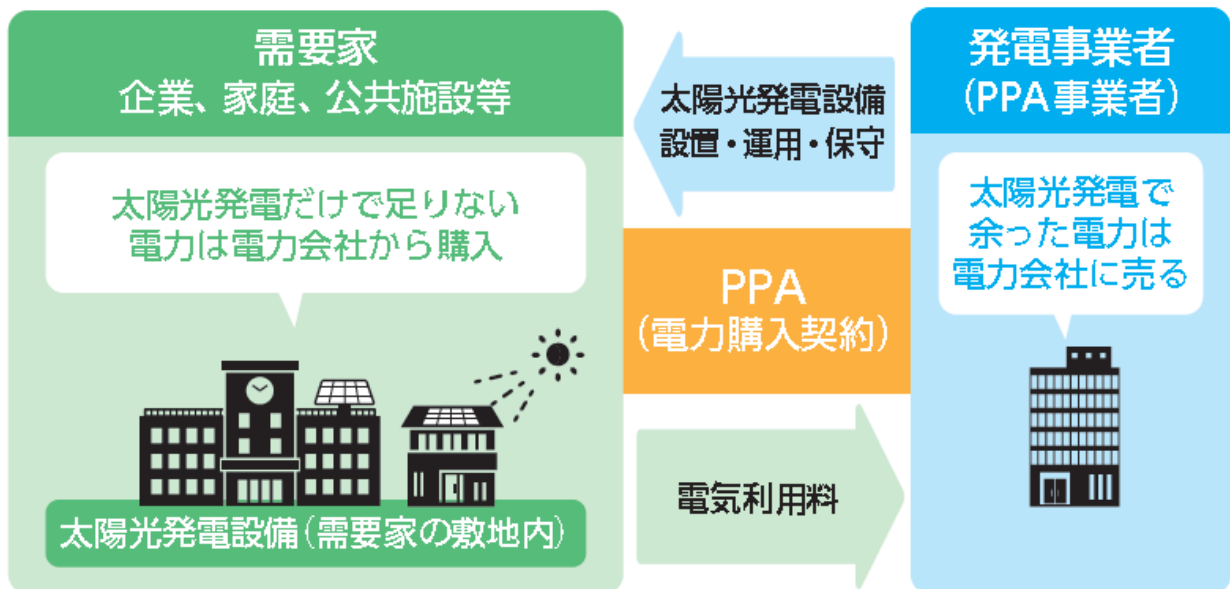 需要家
企業、家庭、公共施設等
太陽光発電だけで足りない
電力は電力会社から購入
太陽光発電設備(需要家の敷地内)
太陽光発電設備
設置・運用・保守
PPA
(電力購入契約)
電気利用料
発電事業者
(PPA事業者)
太陽光発電で
余った電力は
電力会社に売る